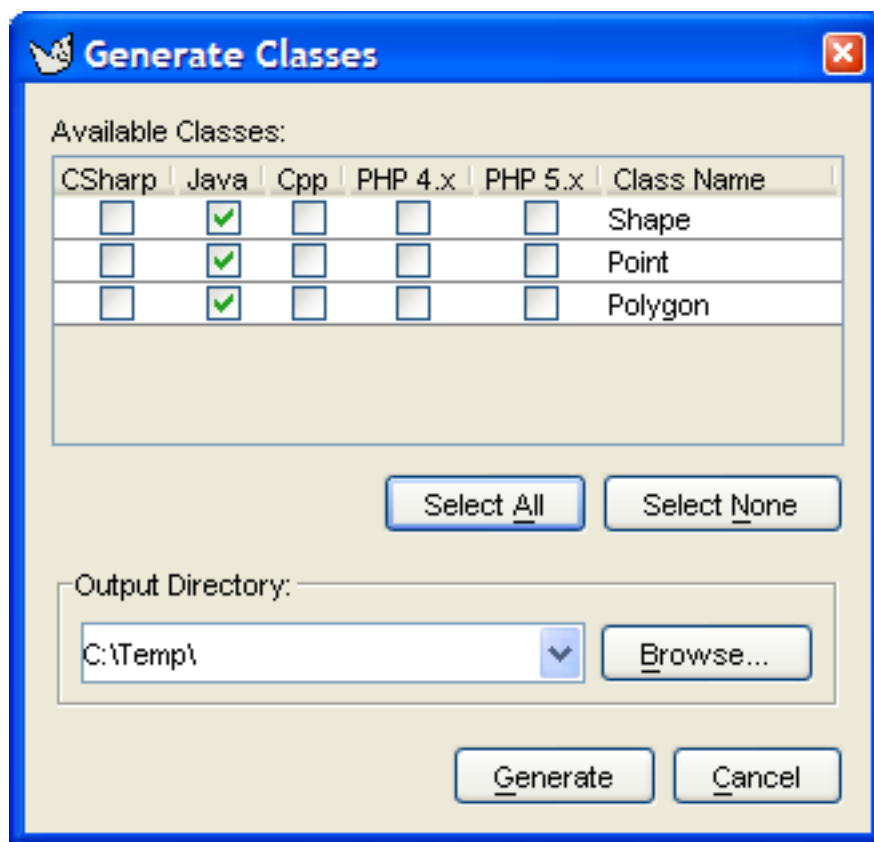 Generate Classes
Available Classes:
CSharp Java Cpp PHP 4.x PHP 5.x Class Name
Shape
Point
Polygon
Select All Select None
Output Directory:
C:\Temp\ Browse...
Generate Cancel